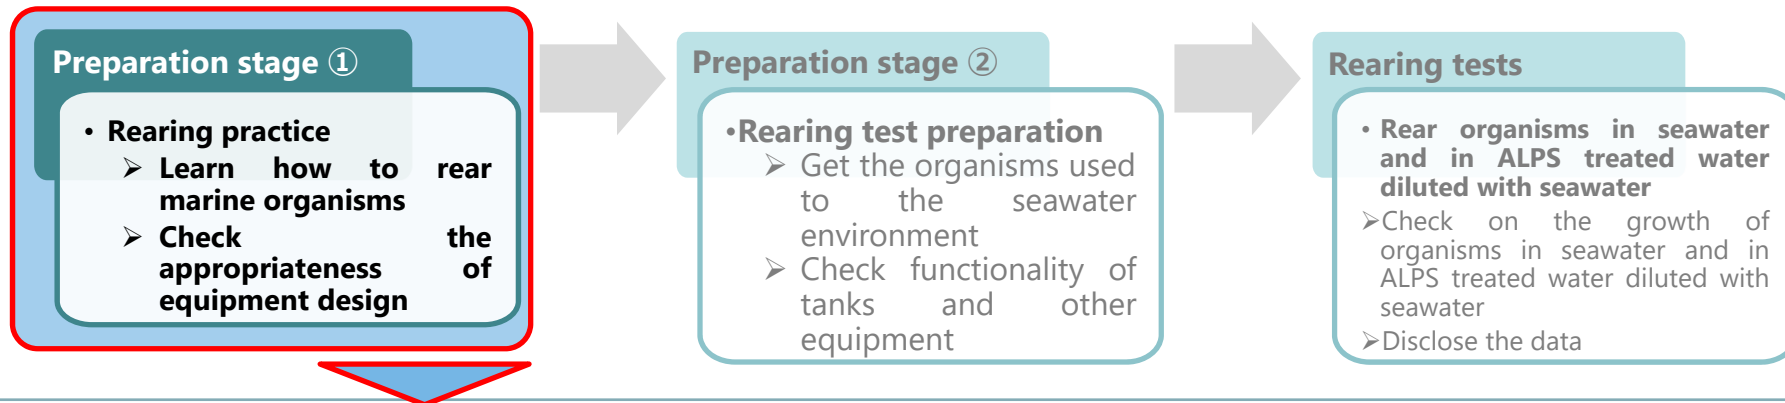 Preparation stage ①
• Rearing practice
➢ Learn how to rear
marine organisms
➢ Check the
appropriateness of
equipment design
Preparation stage ②
•Rearing test preparation
➢ Get the organisms used
to the seawater
environment
➢ Check functionality of
tanks and other
equipment
Rearing tests
• Rear organisms in seawater
and in ALPS treated water
diluted with seawater
➢Check on the growth of
organisms in seawater and in
ALPS treated water diluted with
seawater
➢Disclose the data